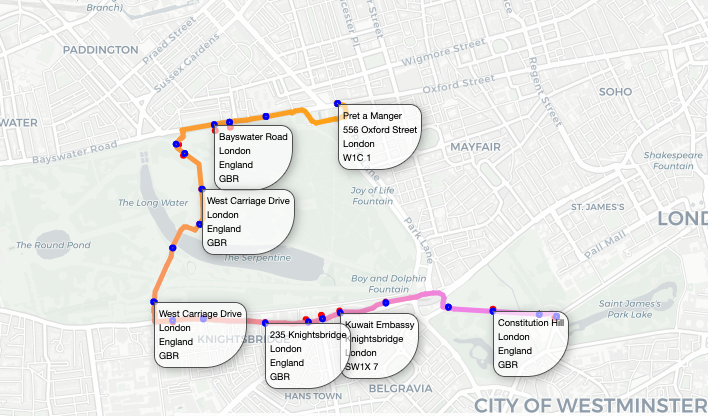 Branch)
PADDINGTON
Praed Street
Sussex Gardens
Wigmore Street
Oxford Street
Regent Street
SOHO
WATER
Bayswater Road
MAYFAIR
Shakespeare
Fountain
Pret a Manger
556 Oxford Street
London
W1C 1
Bayswater Road
London
England
GBR
Joy of Life
Fountain
ST. JAMES'S
LOND
Pall Mall
Park Lane
The Long Water
West Carriage Drive
London
England
GBR
The Round Pond
The Serpentine
Boy and Dolphin
Fountain
Saint James's
Park Lake
West Carriage Drive
London
England
GBR
KNIGHTSBRIDGE
235 Knightsbridge
London
England
GBR
Kuwait Embassy
Knightsbridge
London
SW1X 7
Constitution Hill
London
England
GBR
HANS TOWN
BELGRAVIA
CITY OF WESTMINSTER